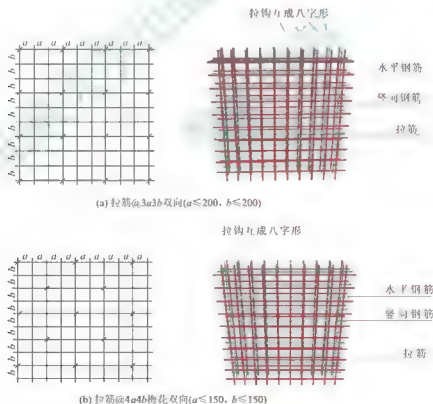 拉钩互成八字形
a a a a a a a a
b b b b b b b b b
水平钢筋
竖向钢筋
拉筋
(a) 拉筋@3a3b双向(a≤200、b≤200)
拉钩互成八字形
a a a a a a a
b b b b b b b b
水平钢筋
竖向钢筋
拉筋
(b) 拉筋@4a4b梅花双向(a≤150、b≤150)